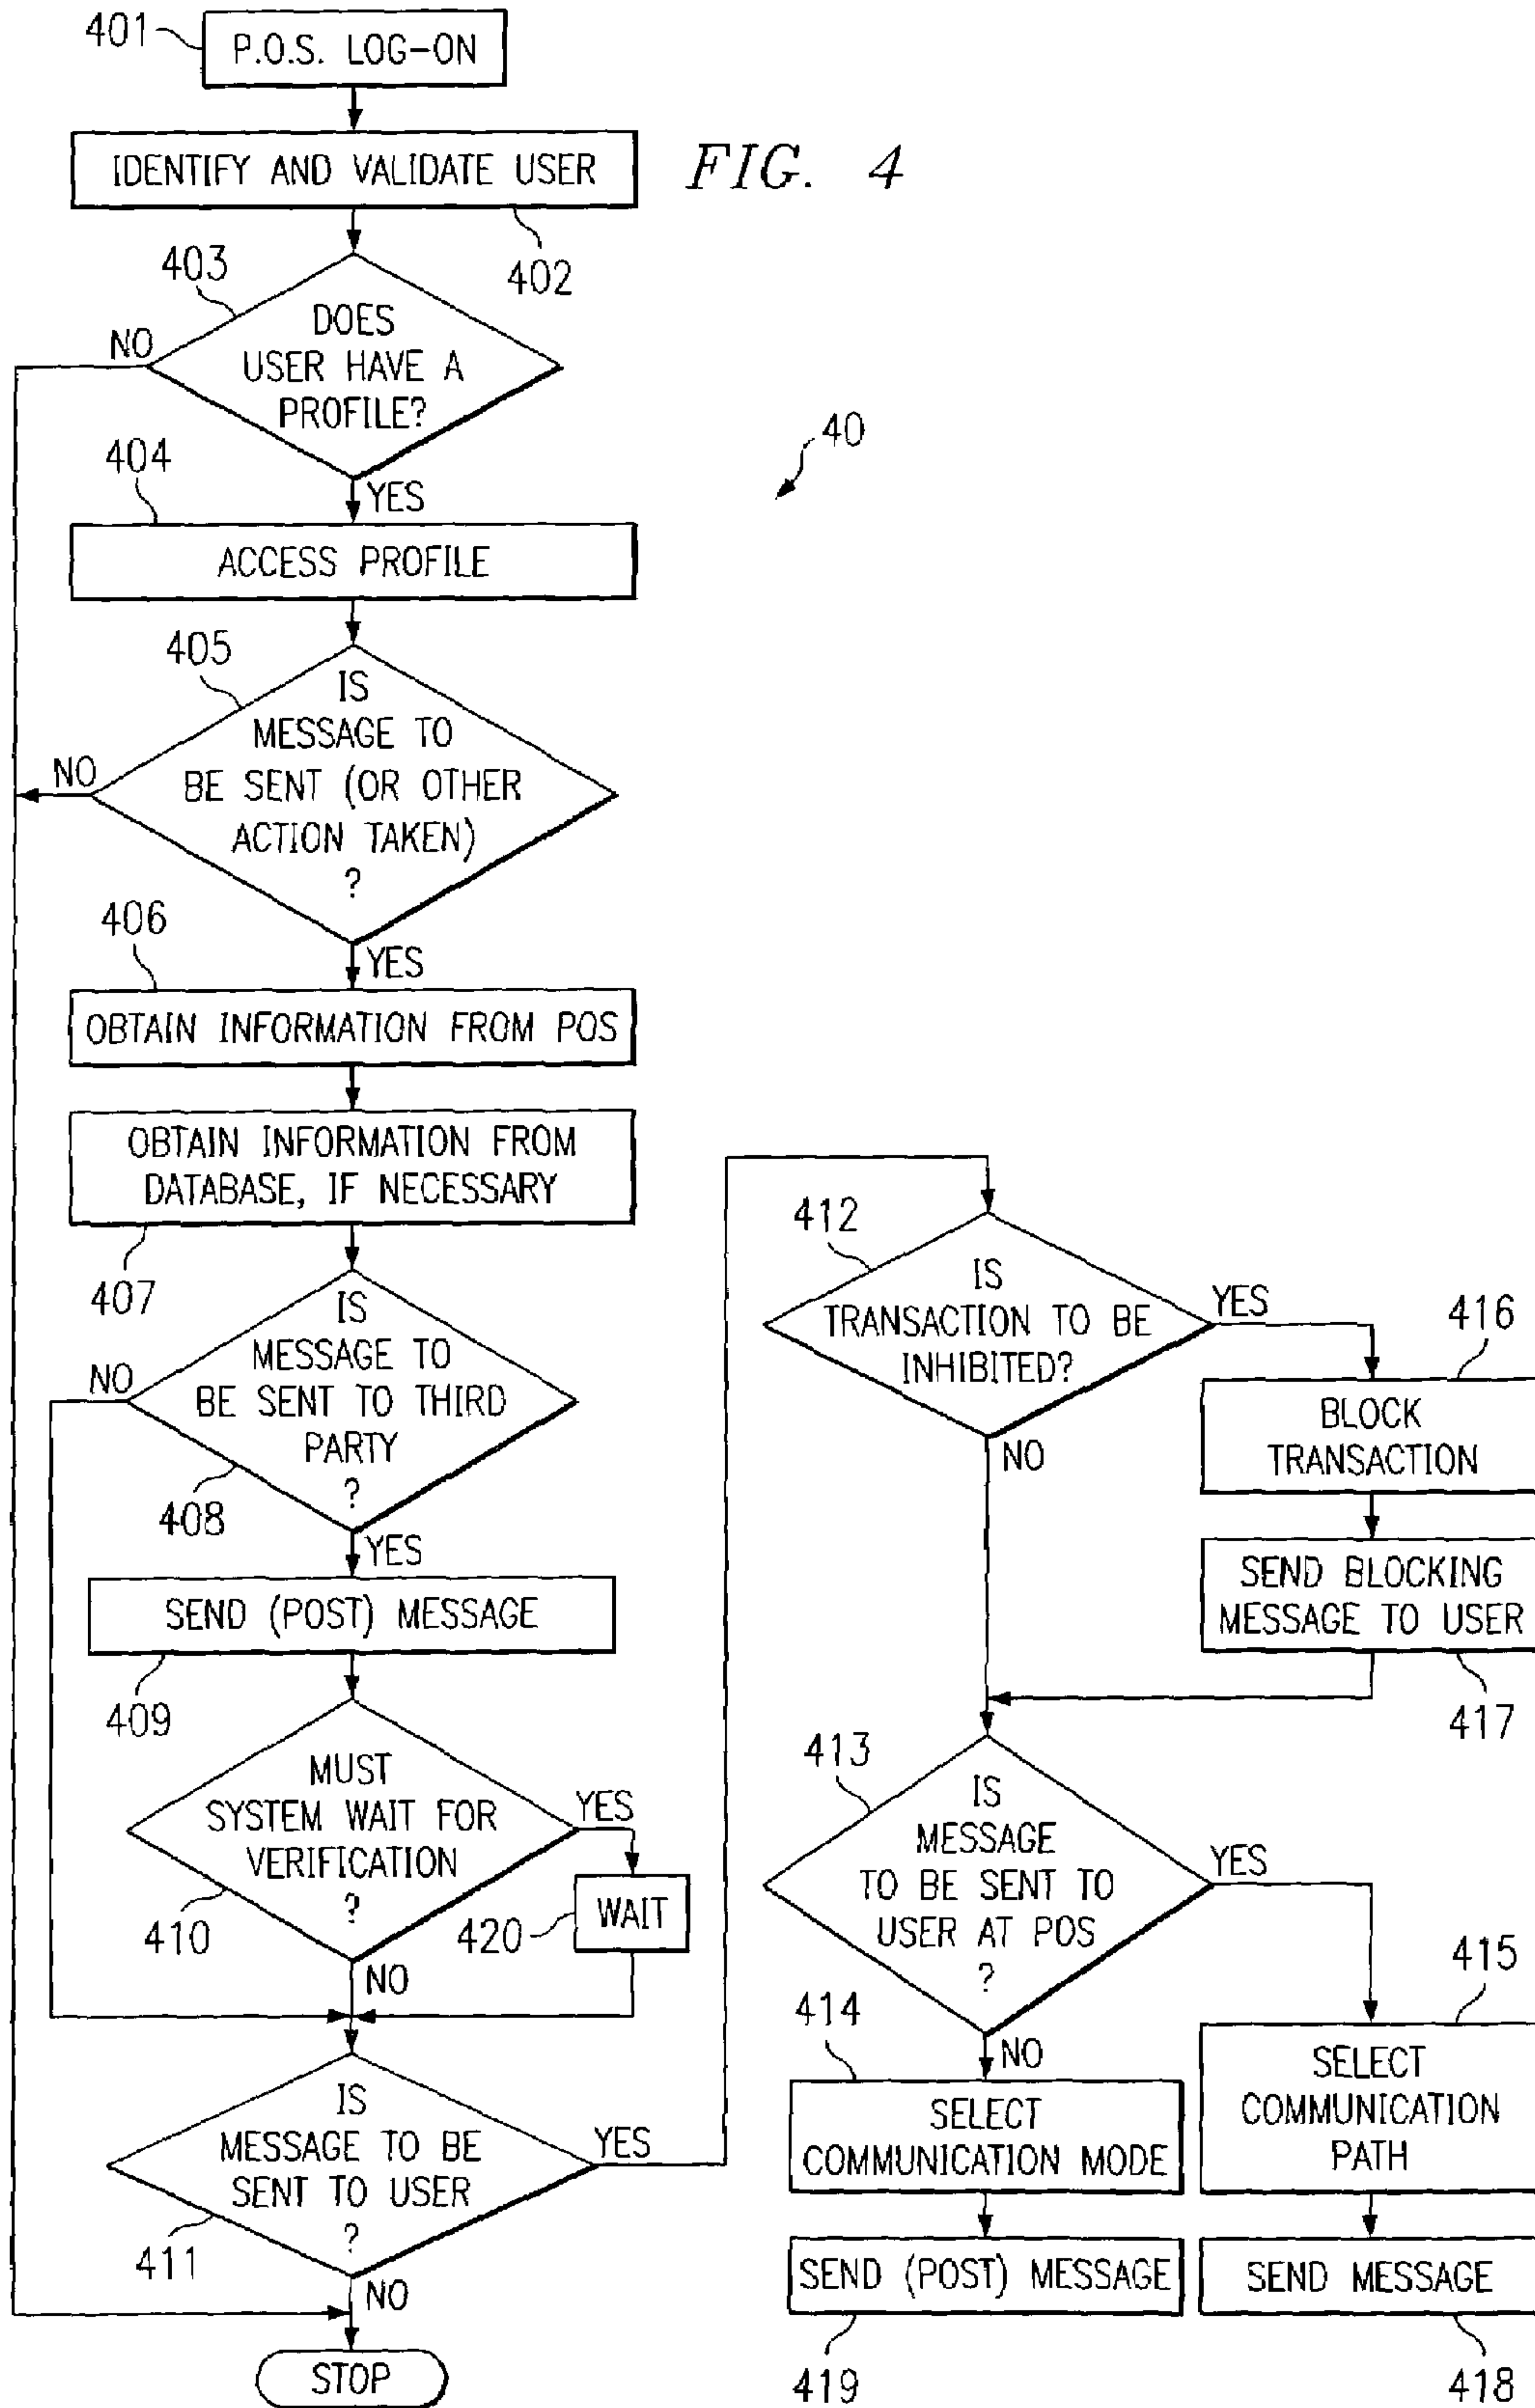 401
P.O.S. LOG-ON
IDENTIFY AND VALIDATE USER
FIG. 4
402
403
DOES
USER HAVE A
PROFILE?
NO
YES
40
404
ACCESS PROFILE
405
IS
MESSAGE TO
BE SENT (OR OTHER
ACTION TAKEN)
?
NO
YES
406
OBTAIN INFORMATION FROM POS
OBTAIN INFORMATION FROM
DATABASE, IF NECESSARY
407
IS
MESSAGE TO
BE SENT TO THIRD
PARTY
?
NO
408
YES
SEND (POST) MESSAGE
409
MUST
SYSTEM WAIT FOR
VERIFICATION
?
YES
410
420
WAIT
NO
IS
MESSAGE TO BE
SENT TO USER
?
YES
411
NO
STOP
412
IS
TRANSACTION TO BE
INHIBITED?
YES
NO
416
BLOCK
TRANSACTION
SEND BLOCKING
MESSAGE TO USER
417
413
IS
MESSAGE
TO BE SENT TO
USER AT POS
?
YES
NO
414
SELECT
COMMUNICATION MODE
SEND (POST) MESSAGE
419
415
SELECT
COMMUNICATION
PATH
SEND MESSAGE
418